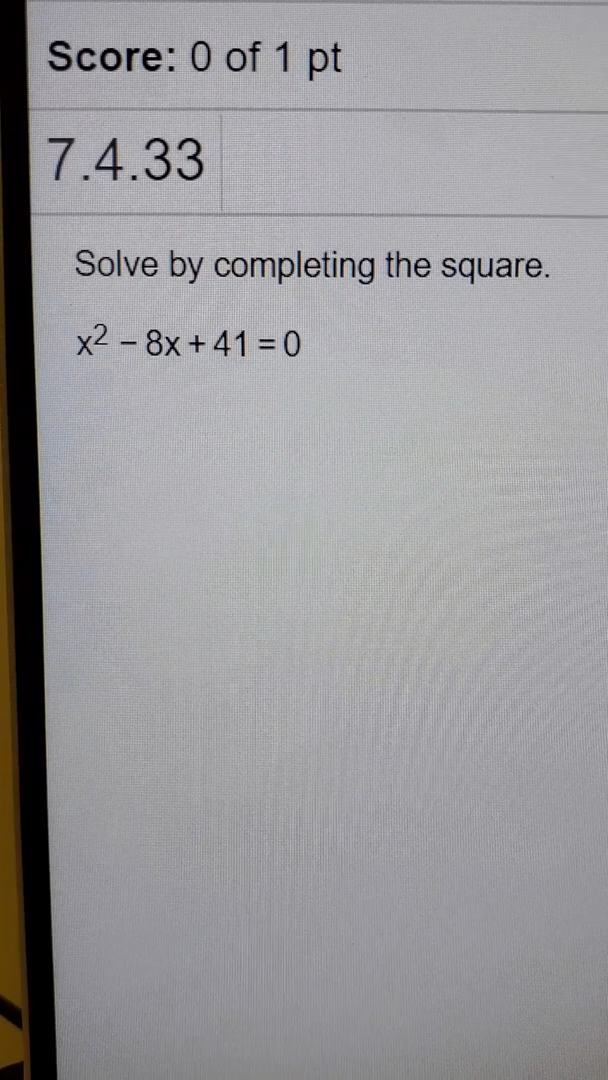 Score: 0 of 1 pt
7.4.33
Solve by completing the square.
x² − 8x + 41 = 0